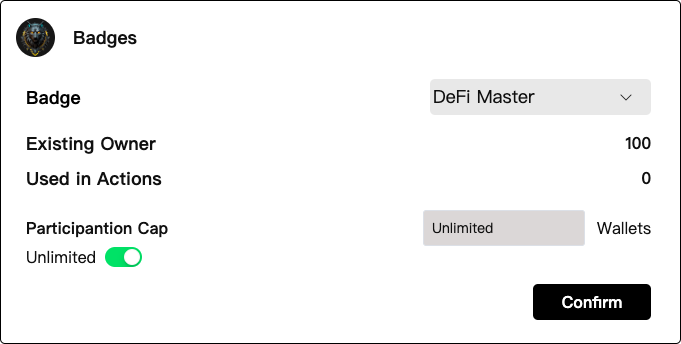 Badges
Badge DeFi Master
Existing Owner 100
Used in Actions 0
Participantion Cap Unlimited Wallets
Unlimited
Confirm